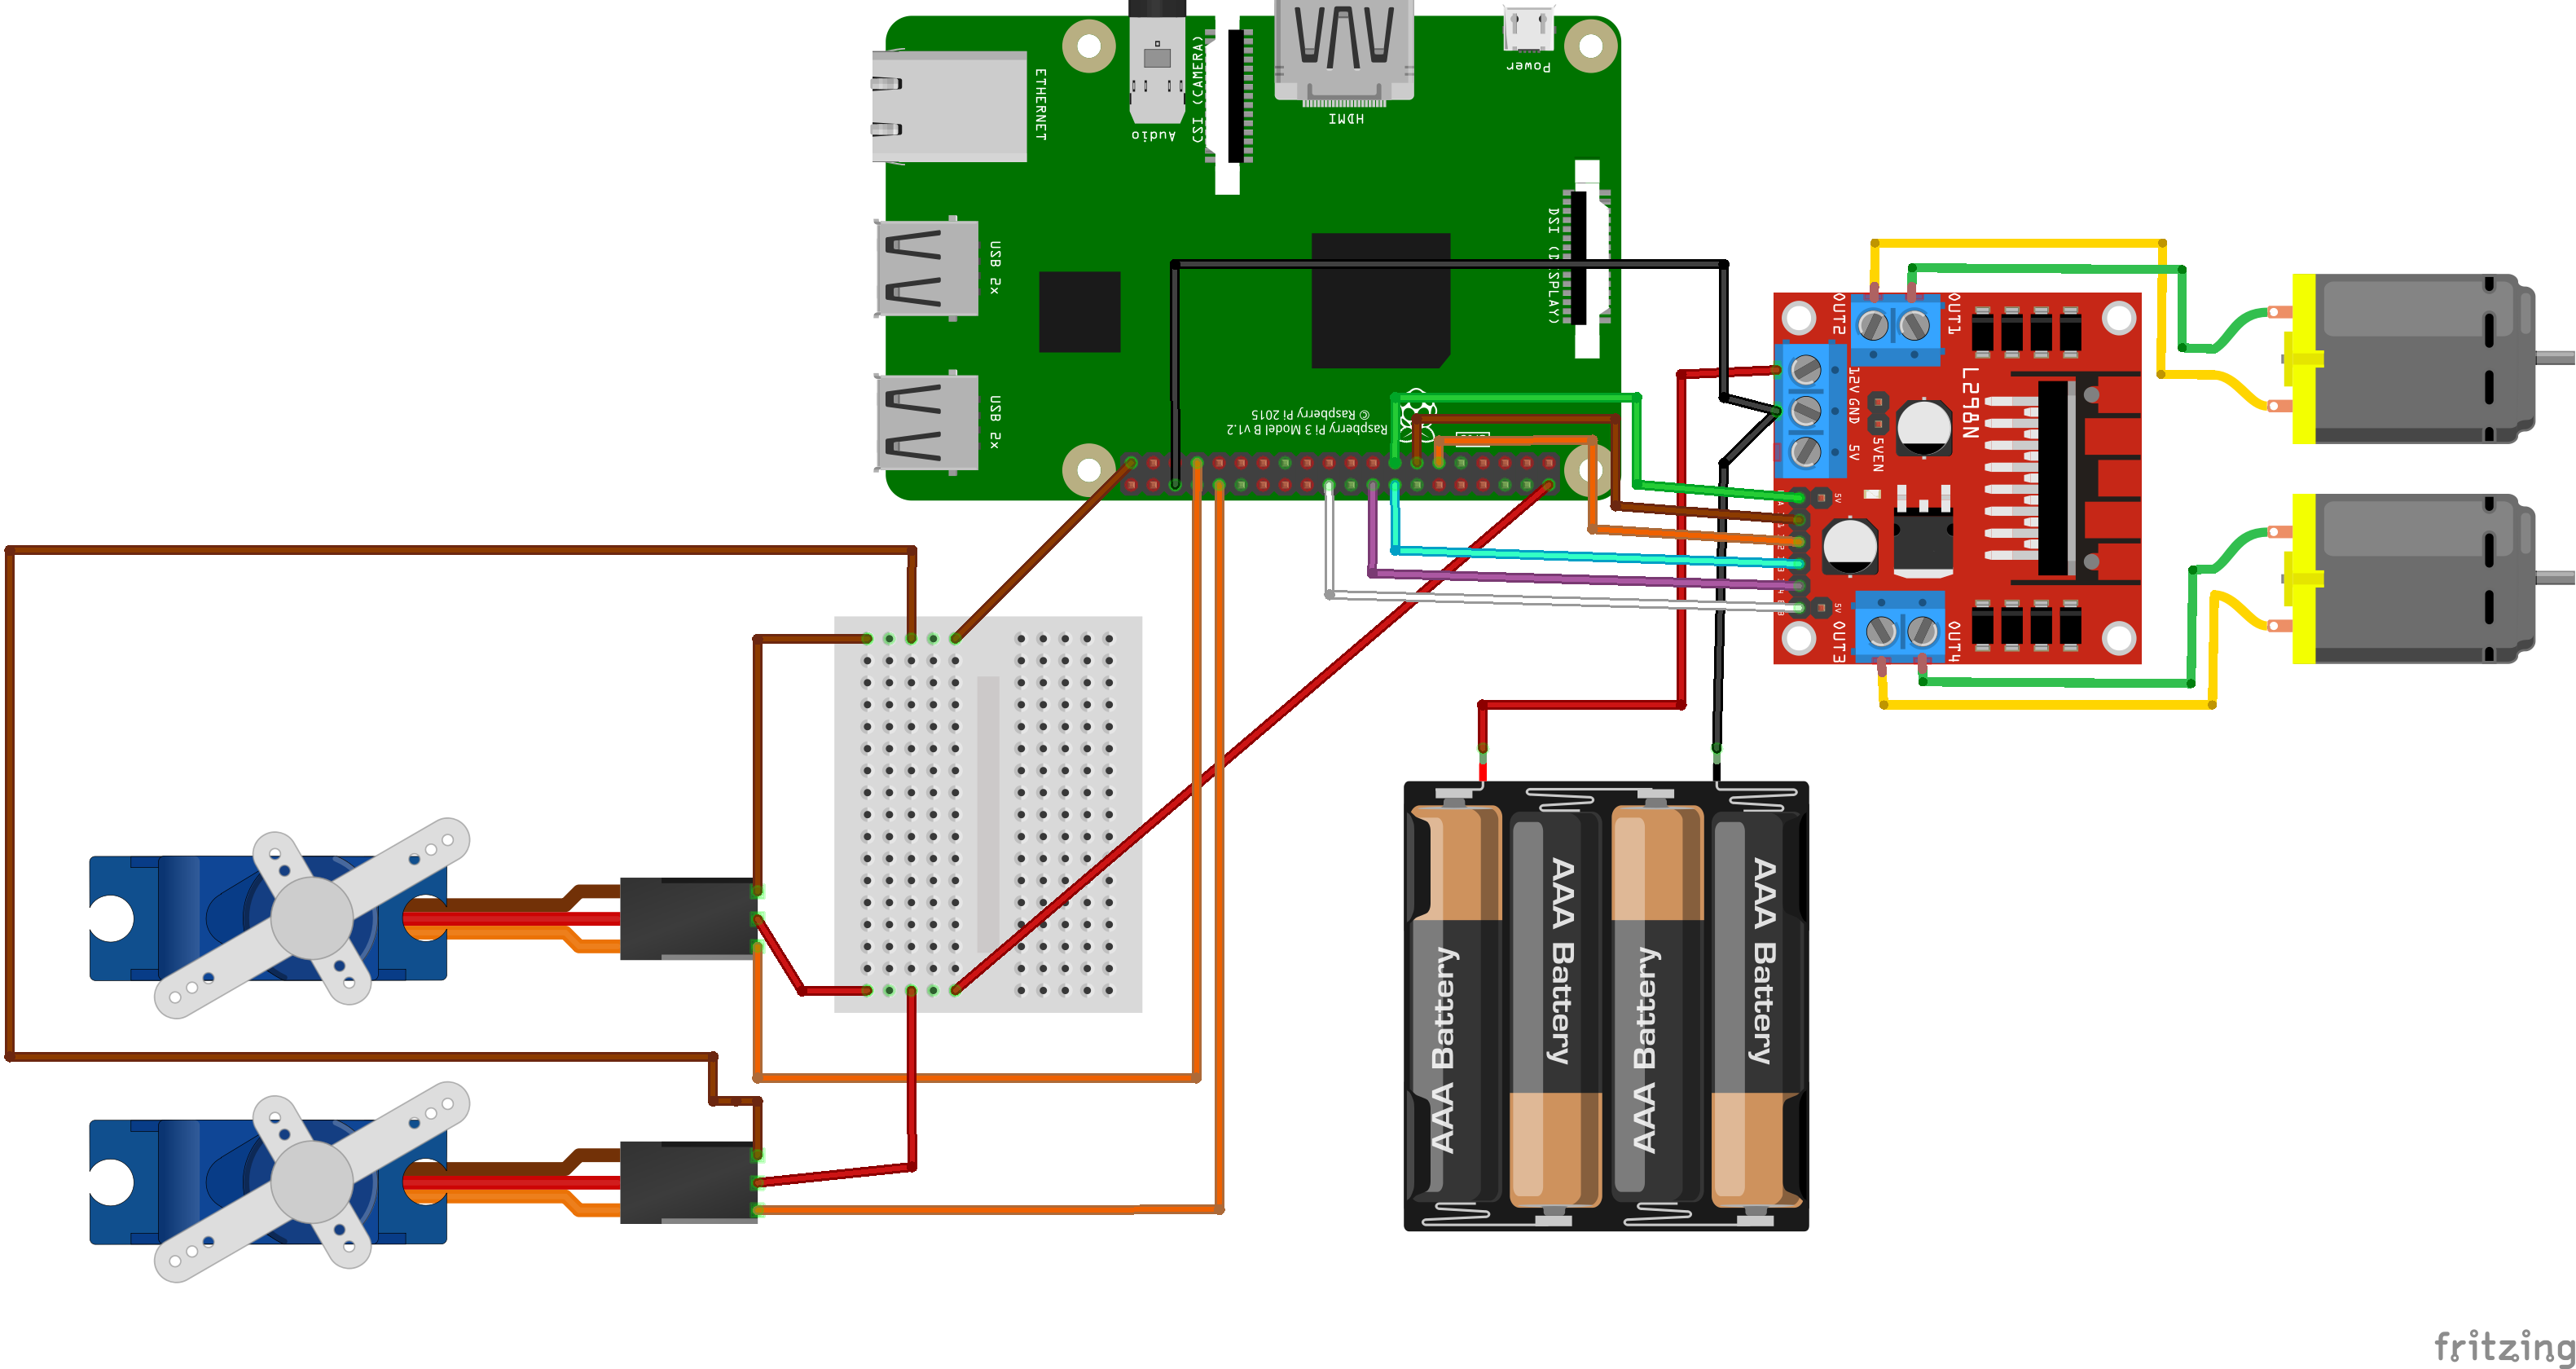 ETHERNET
Audio
CSI (CAMERA)
HDMI
Power
USB 2x
USB 2x
DSI (DISPLAY)
© Raspberry Pi 2015
Raspberry Pi 3 Model B v1.2
OUT2
OUT1
12V
GND
5V
5VEN
L298N
5V
5V
OUT3
OUT4
AAA Battery
AAA Battery
AAA Battery
AAA Battery
fritzing